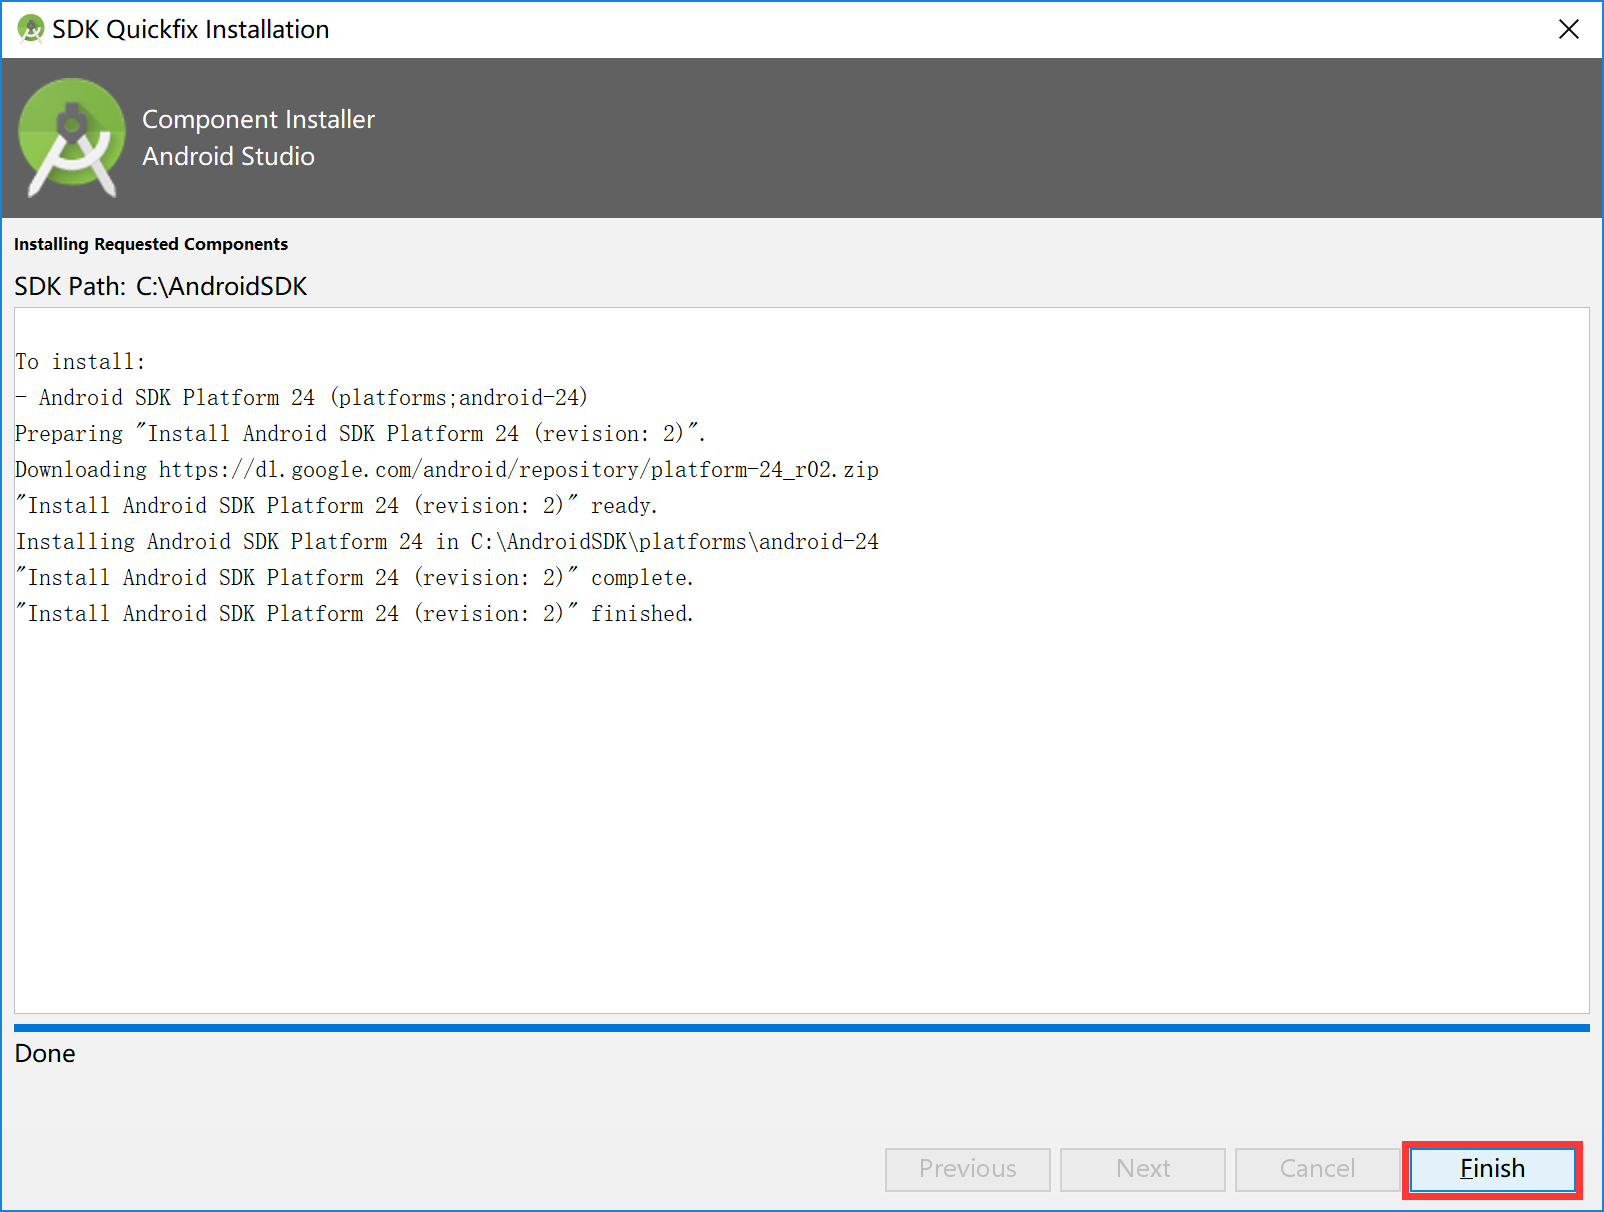 SDK Quickfix Installation
Component Installer
Android Studio
Installing Requested Components
SDK Path: C:\AndroidSDK
To install:
- Android SDK Platform 24 (platforms;android-24)
Preparing "Install Android SDK Platform 24 (revision: 2)".
Downloading https://dl.google.com/android/repository/platform-24_r02.zip
"Install Android SDK Platform 24 (revision: 2)" ready.
Installing Android SDK Platform 24 in C:\AndroidSDK\platforms\android-24
"Install Android SDK Platform 24 (revision: 2)" complete.
"Install Android SDK Platform 24 (revision: 2)" finished.
Done
Previous Next Cancel Finish